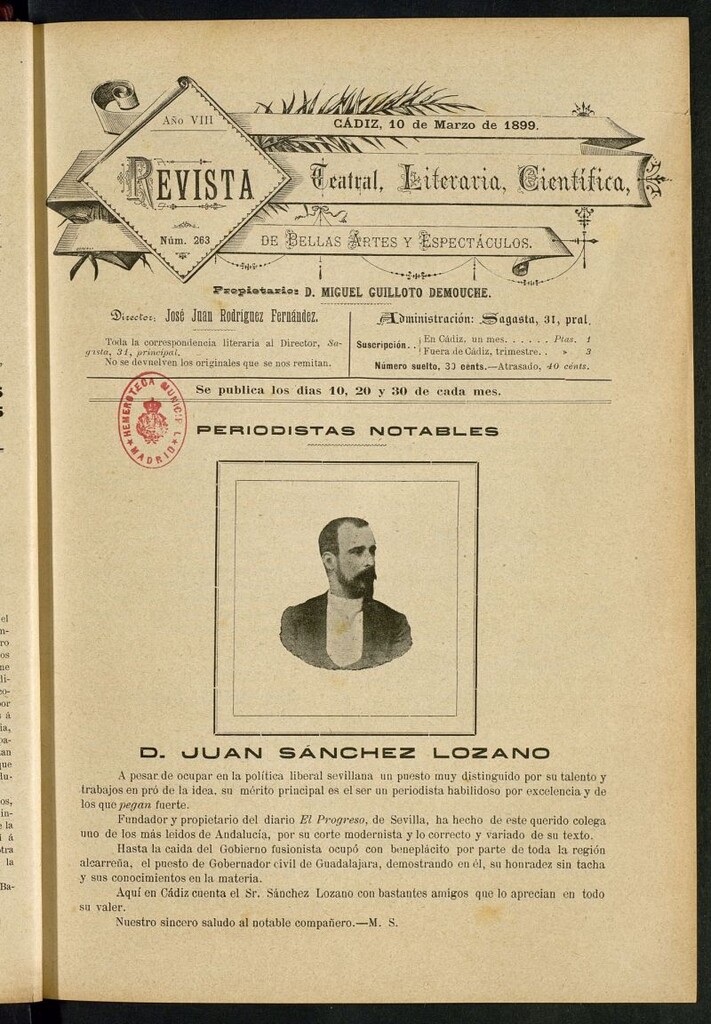 Año VIII
CÁDIZ, 10 de Marzo de 1899.
REVISTA
Teatral, Literaria, Científica,
Núm. 263
DE BELLAS ARTES Y ESPECTÁCULOS.
Propietario: D. MIGUEL GUILLOTO DEMOUCHE.
Director: José Juan Rodríguez Fernández.
Toda la correspondencia literaria al Director, Sa-
gasta, 31, principal.
No se devuelven los originales que se nos remitan.
Administración: Sagasta, 31, pral.
Suscripción.. En Cádiz, un mes. . . . . . Ptas. 1
Fuera de Cádiz, trimestre. . » 3
Número suelto, 30 cents.—Atrasado, 40 cénts.
Se publica los dias 10, 20 y 30 de cada mes.
HEMEROTECA MUNICIPAL
MADRID
PERIODISTAS NOTABLES
D. JUAN SÁNCHEZ LOZANO
A pesar de ocupar en la política liberal sevillana un puesto muy distinguido por su talento y
trabajos en pró de la idea, su mérito principal es el ser un periodista habilidoso por excelencia y de
los que pegan fuerte.
Fundador y propietario del diario El Progreso, de Sevilla, ha hecho de este querido colega
uno de los más leidos de Andalucía, por su corte modernista y lo correcto y variado de su texto.
Hasta la caida del Gobierno fusionista ocupó con beneplácito por parte de toda la región
alcarreña, el puesto de Gobernador civil de Guadalajara, demostrando en él, su honradez sin tacha
y sus conocimientos en la materia.
Aquí en Cádiz cuenta el Sr. Sánchez Lozano con bastantes amigos que lo aprecian en todo
su valer.
Nuestro sincero saludo al notable compañero.—M. S.